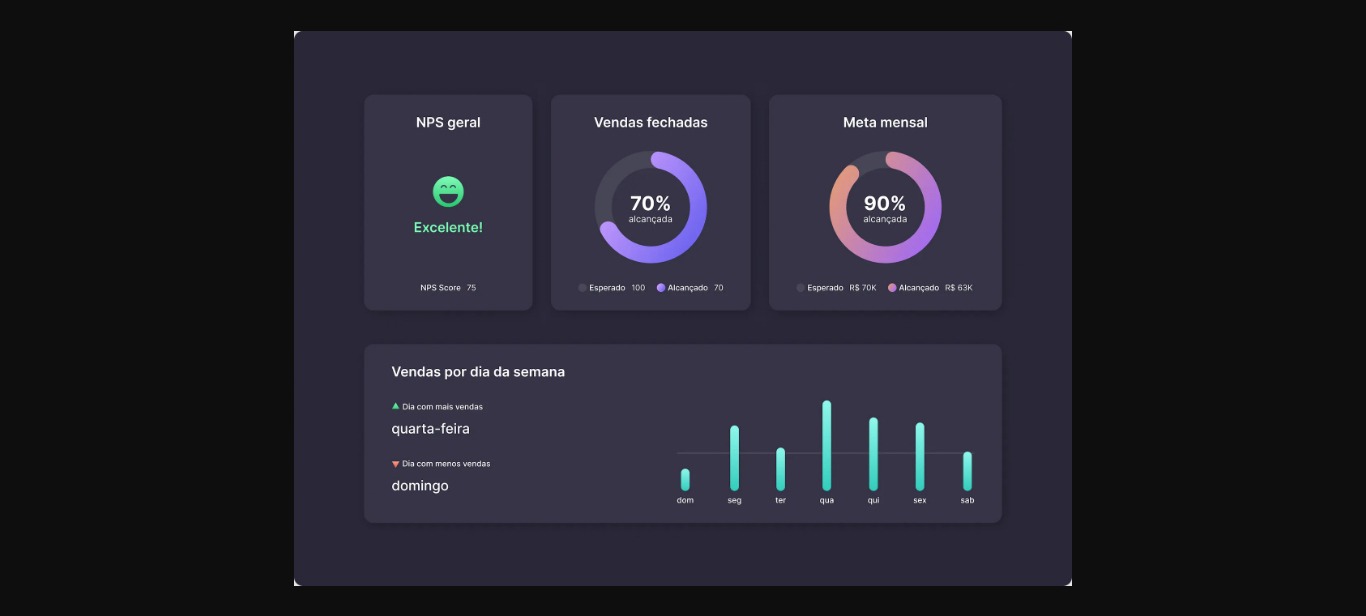 NPS geral
Excelente!
NPS Score 75
Vendas fechadas
70%
alcançada
Esperado 100 Alcançado 70
Meta mensal
90%
alcançada
Esperado R$ 70K Alcançado R$ 63K
Vendas por dia da semana
Dia com mais vendas
quarta-feira
Dia com menos vendas
domingo
dom seg ter qua qui sex sab